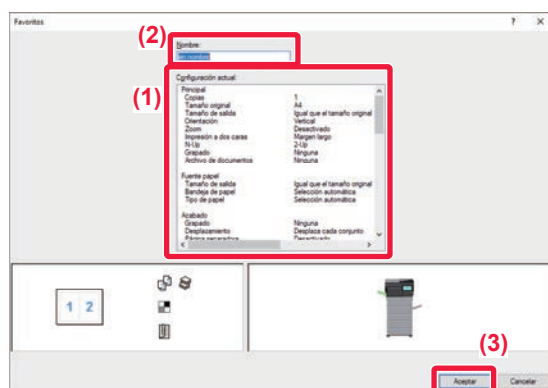 Favoritos ? ×
(2)
Nombre:
sin nombre
(1)
Configuración actual:
Principal
Copias 1
Tamaño original A4
Tamaño de salida Igual que el tamaño original
Orientación Vertical
Zoom Desactivado
Impresión a dos caras Margen largo
N-Up 2-Up
Grapado Ninguna
Archivo de documentos Ninguna
Fuente papel
Tamaño de salida Igual que el tamaño original
Bandeja de papel Selección automática
Tipo de papel Selección automática
Acabado
Grapado Ninguna
Desplazamiento Desplaza cada conjunto
Página separadora Desactivado
1 2
(3)
Aceptar Cancelar